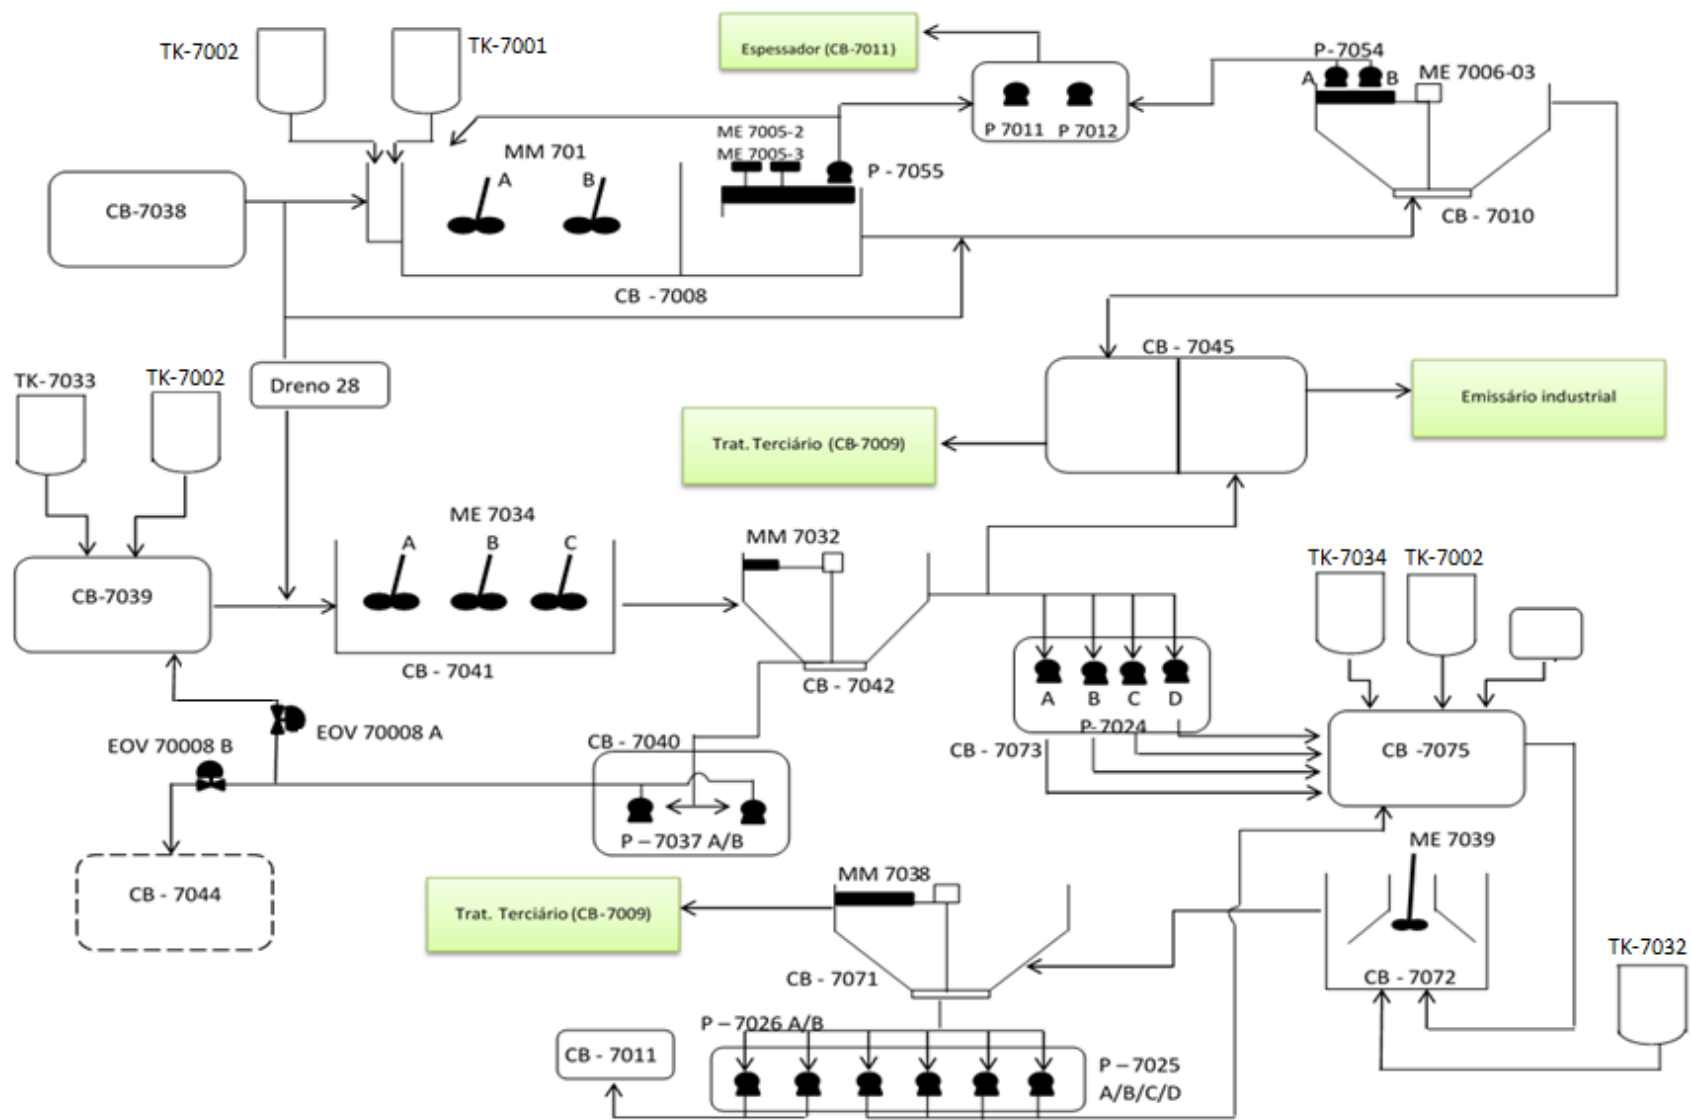 TK-7002
TK-7001
Espessador (CB-7011)
P-7054
A
B
ME 7006-03
P 7011
P 7012
ME 7005-2
ME 7005-3
MM 701
A
B
P - 7055
CB-7038
CB - 7010
CB - 7008
CB - 7045
Dreno 28
TK-7033
TK-7002
Emissário industrial
Trat. Terciário (CB-7009)
ME 7034
A
B
C
MM 7032
TK-7034
TK-7002
CB-7039
CB - 7041
CB - 7042
A
B
C
D
P-7024
EOV 70008 A
EOV 70008 B
CB - 7040
CB - 7073
CB -7075
P – 7037 A/B
ME 7039
CB - 7044
MM 7038
Trat. Terciário (CB-7009)
TK-7032
CB - 7071
CB - 7072
P – 7026 A/B
CB - 7011
P – 7025
A/B/C/D